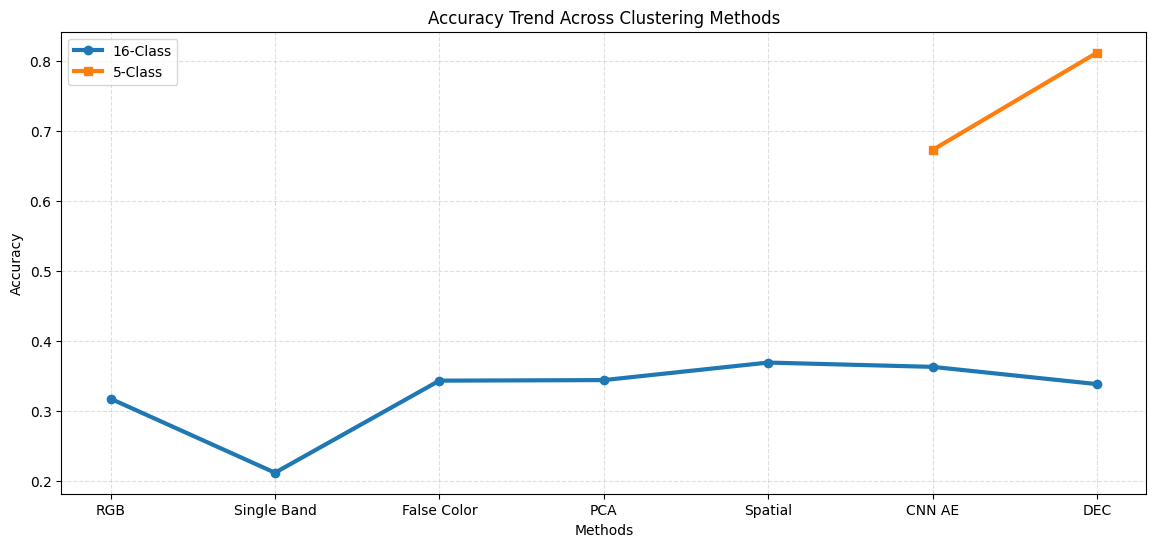 Accuracy Trend Across Clustering Methods
16-Class
5-Class
Accuracy
0.8
0.7
0.6
0.5
0.4
0.3
0.2
RGB Single Band False Color PCA Spatial CNN AE DEC
Methods